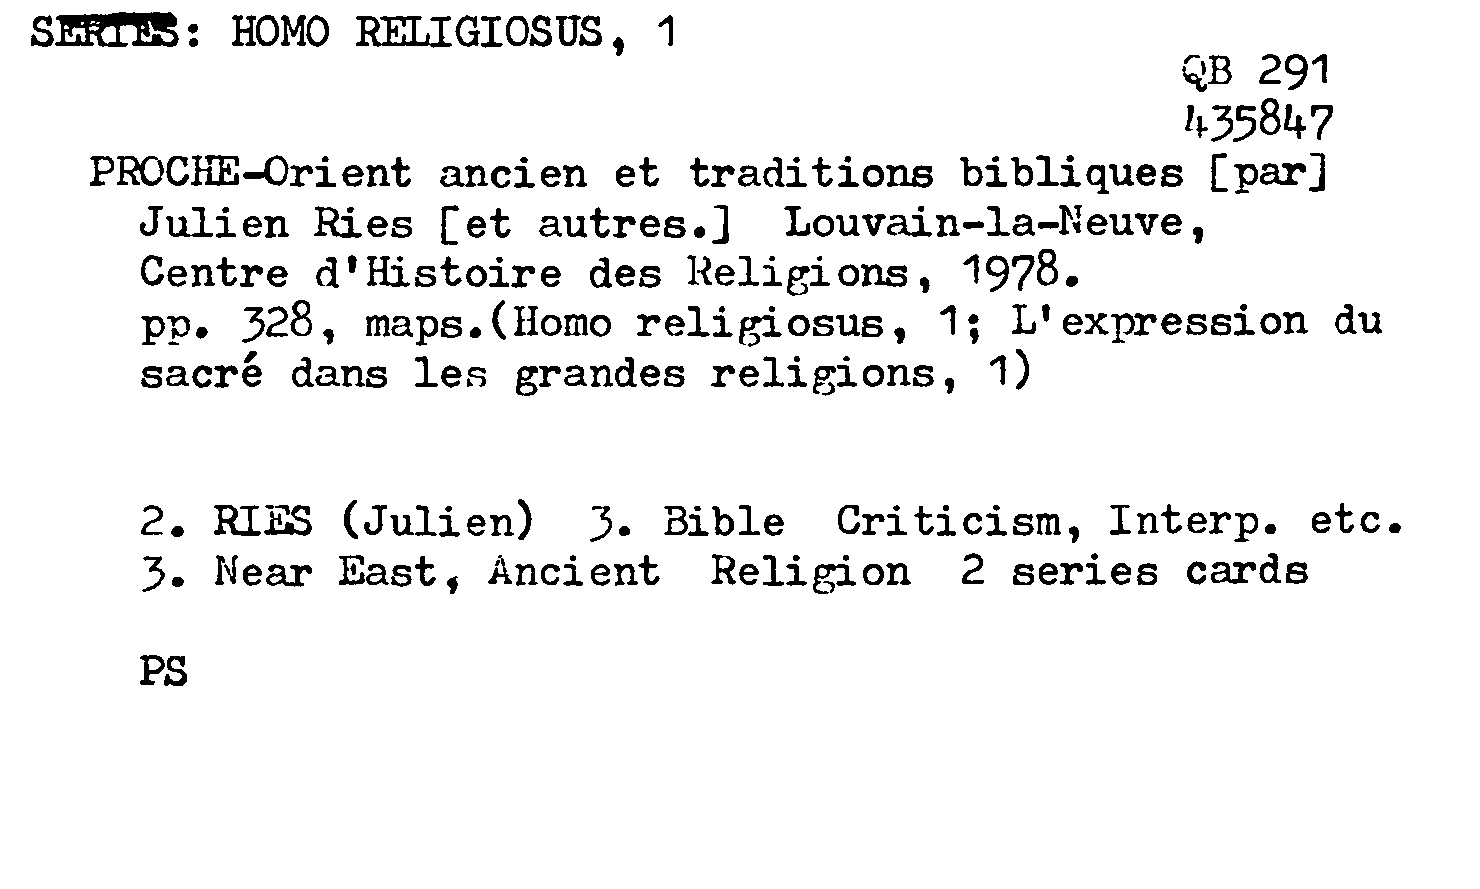 SERIES: HOMO RELIGIOSUS, 1
QB 291
435847
PROCHE-Orient ancien et traditions bibliques [par]
Julien Ries [et autres.] Louvain-la-Neuve,
Centre d'Histoire des Religions, 1978.
pp. 328, maps.(Homo religiosus, 1; L'expression du
sacré dans les grandes religions, 1)
2. RIES (Julien) 3. Bible Criticism, Interp. etc.
3. Near East, Ancient Religion 2 series cards
PS